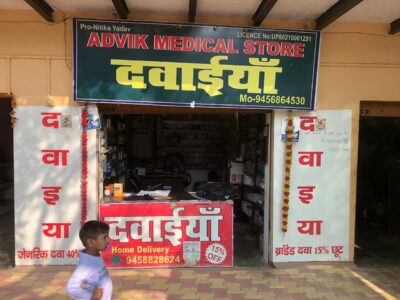 Pro-Nitika Yadav
LICENCE No.UP80210001291
ADVIK MEDICAL STORE
दवाईयाँ
Mo-9456864530
द
वा
इ
या
जेनरिक दवा 40%
दवाईयाँ
Home Delivery
9458828624
15% OFF
द
वा
इ
या
ब्रांडेड दवा 15% छूट